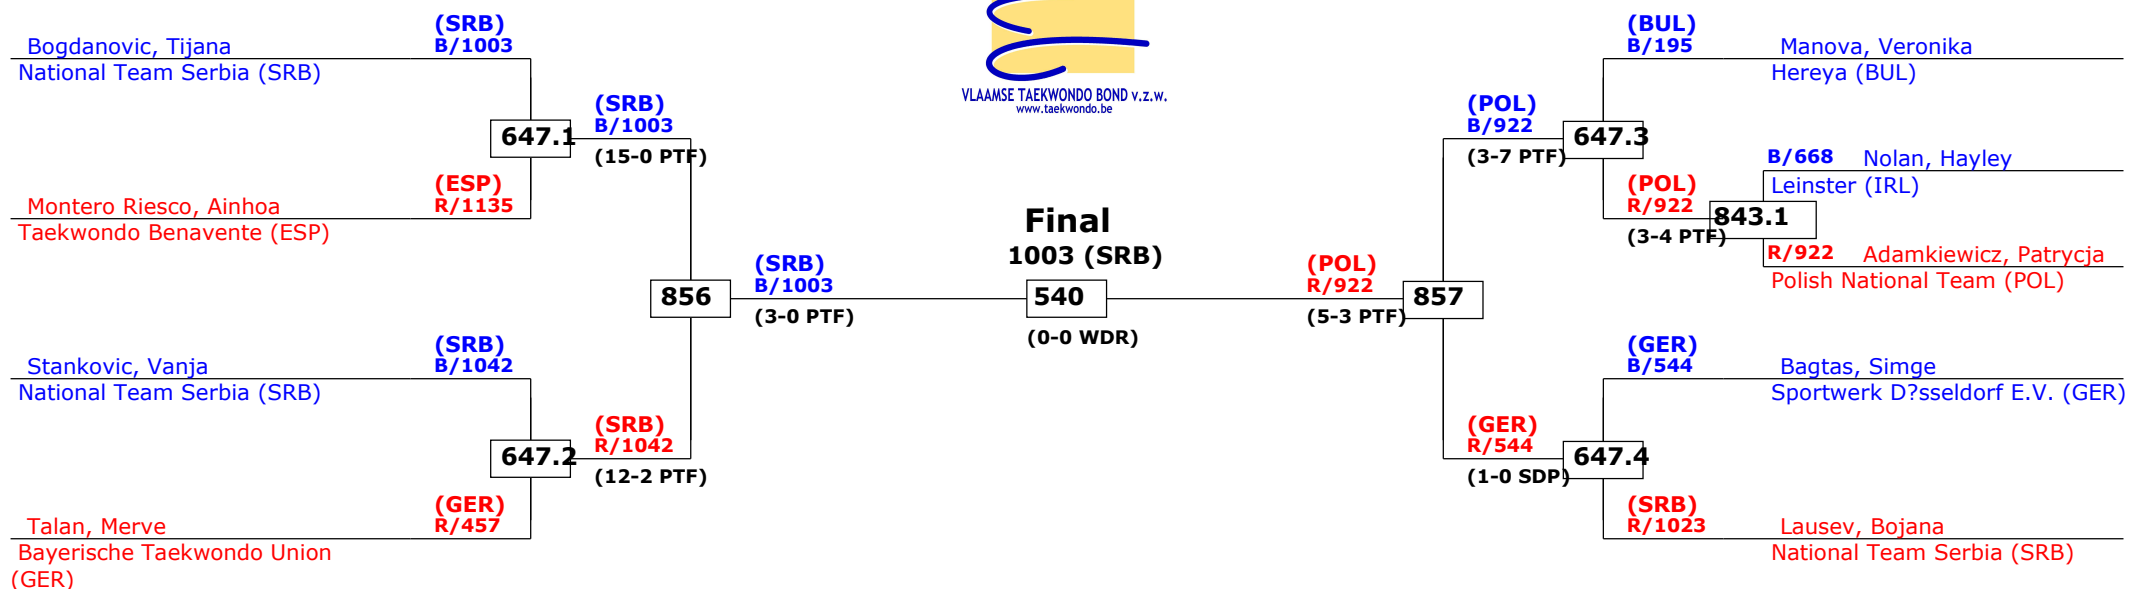 VLAAMSE TAEKWONDO BOND v.z.w.
www.taekwondo.be
(SRB)
B/1003
Bogdanovic, Tijana
National Team Serbia (SRB)
647.1
(SRB)
B/1003
(15-0 PTF)
(ESP)
R/1135
Montero Riesco, Ainhoa
Taekwondo Benavente (ESP)
856
(SRB)
B/1003
(3-0 PTF)
(SRB)
B/1042
Stankovic, Vanja
National Team Serbia (SRB)
647.2
(SRB)
R/1042
(12-2 PTF)
(GER)
R/457
Talan, Merve
Bayerische Taekwondo Union
(GER)
Final
1003 (SRB)
540
(0-0 WDR)
(POL)
R/922
(5-3 PTF)
857
(POL)
B/922
(3-7 PTF)
647.3
(BUL)
B/195
Manova, Veronika
Hereya (BUL)
(POL)
R/922
(3-4 PTF)
843.1
B/668 Nolan, Hayley
Leinster (IRL)
R/922 Adamkiewicz, Patrycja
Polish National Team (POL)
(GER)
R/544
(1-0 SDP)
647.4
(GER)
B/544
Bagtas, Simge
Sportwerk D?sseldorf E.V. (GER)
(SRB)
R/1023
Lausev, Bojana
National Team Serbia (SRB)